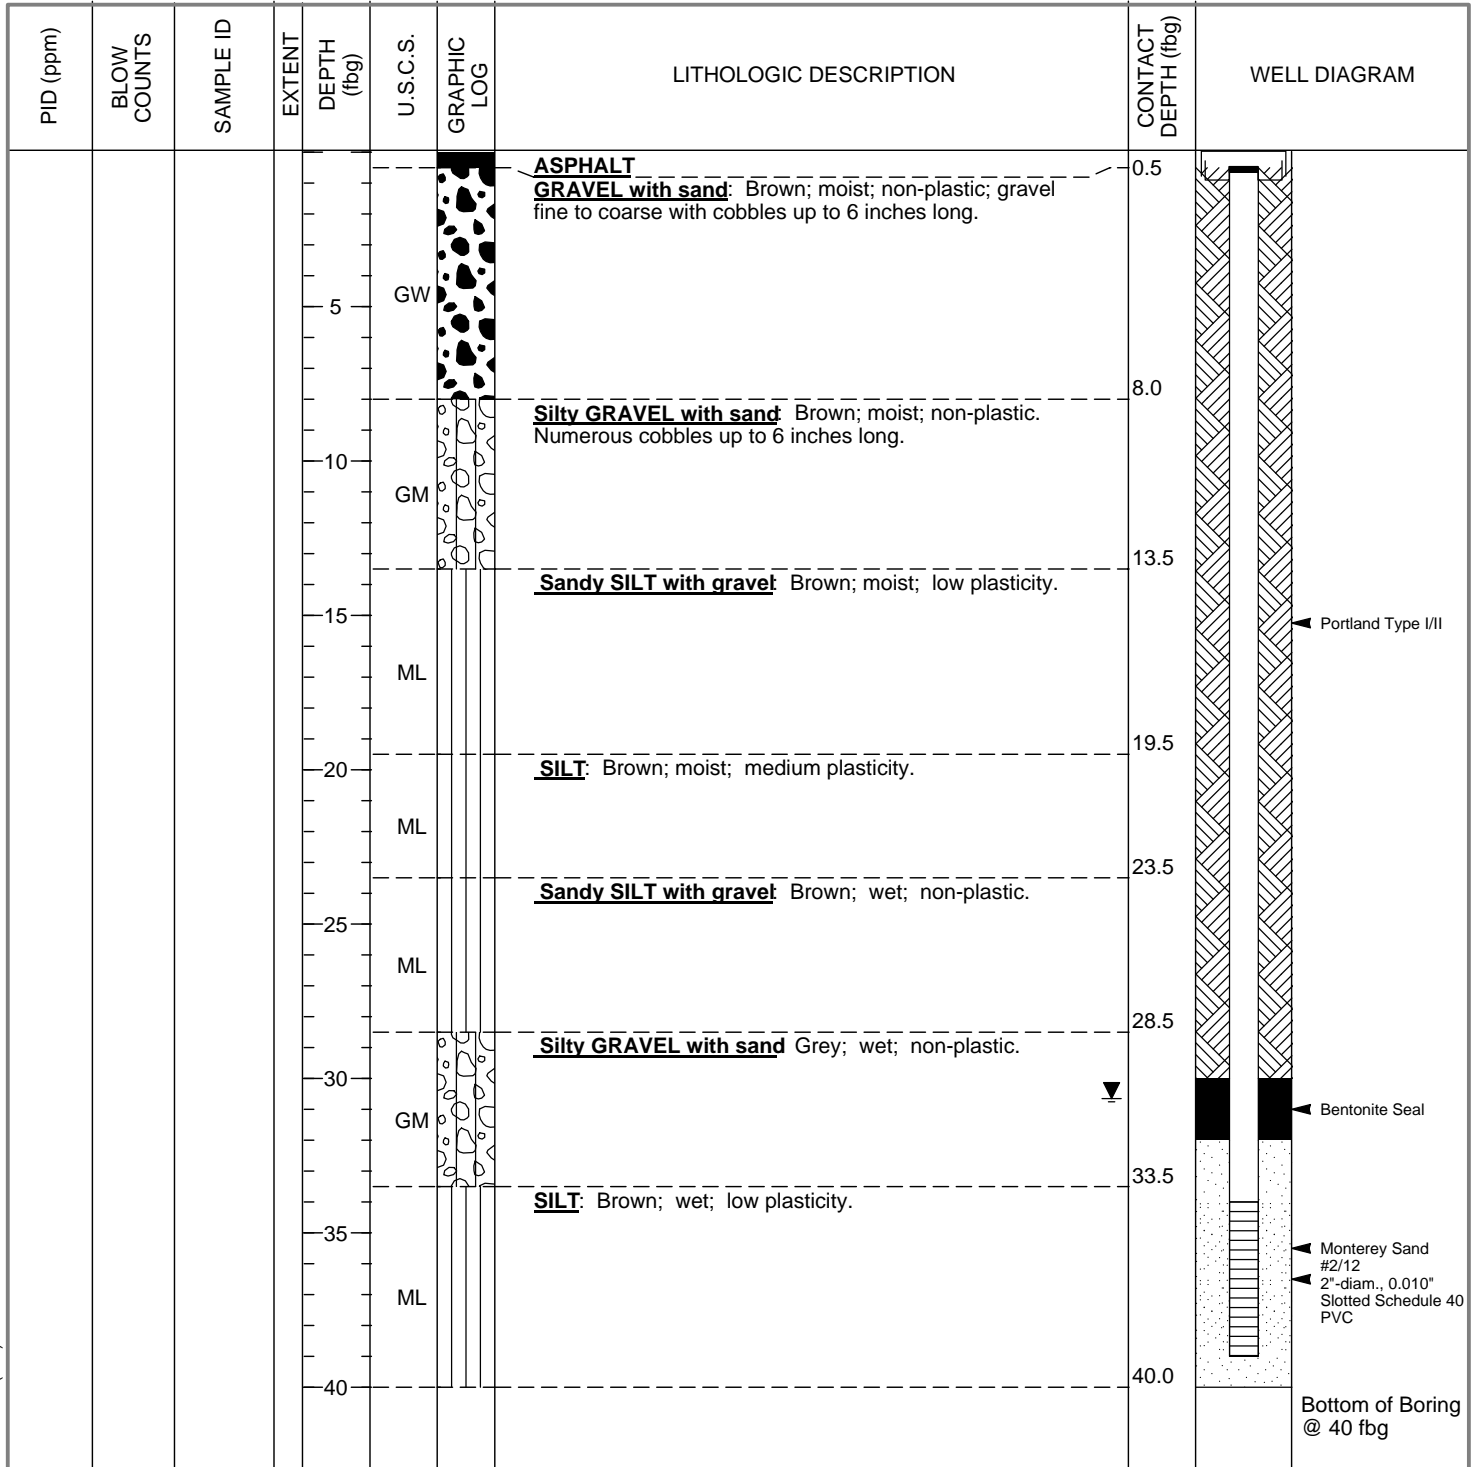 PID (ppm)
BLOW
COUNTS
SAMPLE ID
EXTENT
DEPTH
(fbg)
U.S.C.S.
GRAPHIC
LOG
LITHOLOGIC DESCRIPTION
CONTACT
DEPTH (fbg)
WELL DIAGRAM
ASPHALT
0.5
GRAVEL with sand: Brown; moist; non-plastic; gravel
fine to coarse with cobbles up to 6 inches long.
GW
5
8.0
Silty GRAVEL with sand: Brown; moist; non-plastic.
Numerous cobbles up to 6 inches long.
10
GM
13.5
Sandy SILT with gravel: Brown; moist; low plasticity.
15
Portland Type I/II
ML
19.5
SILT: Brown; moist; medium plasticity.
20
ML
23.5
Sandy SILT with gravel: Brown; wet; non-plastic.
25
ML
28.5
Silty GRAVEL with sand Grey; wet; non-plastic.
30
Bentonite Seal
GM
33.5
SILT: Brown; wet; low plasticity.
35
Monterey Sand
#2/12
2"-diam., 0.010"
Slotted Schedule 40
PVC
ML
40.0
40
Bottom of Boring
@ 40 fbg